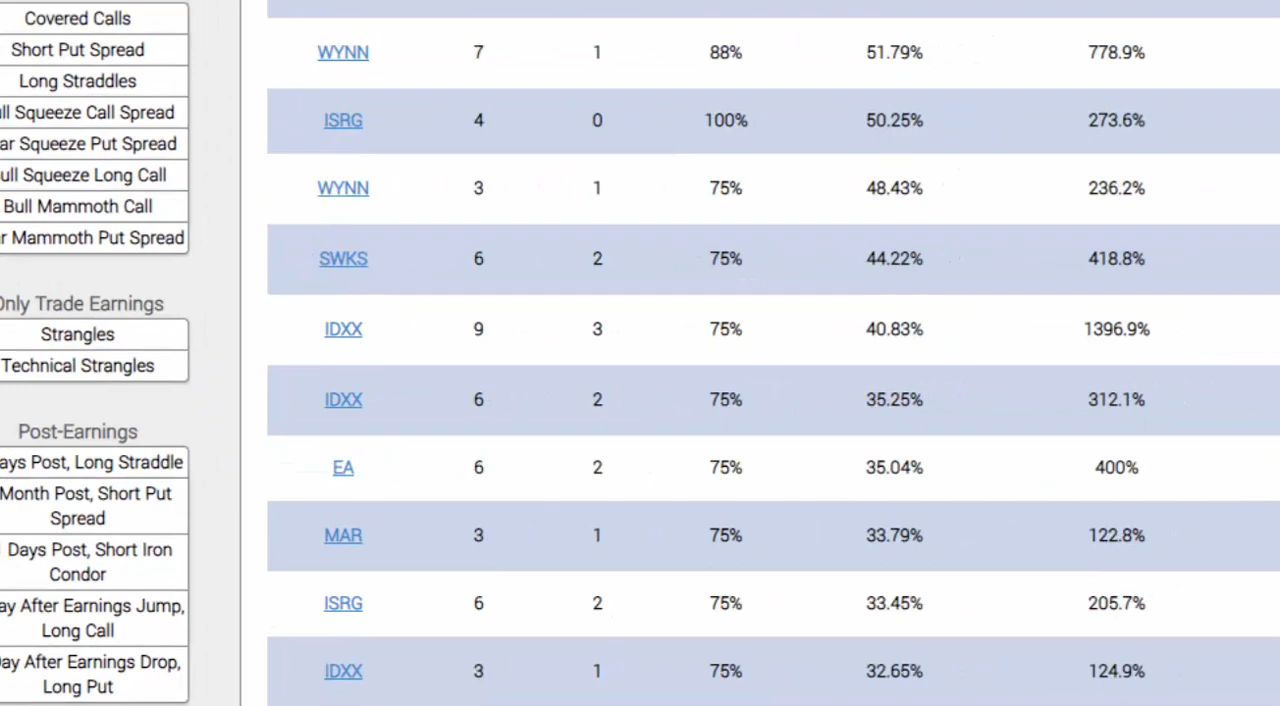 Covered Calls
Short Put Spread
Long Straddles
ll Squeeze Call Spread
ar Squeeze Put Spread
ull Squeeze Long Call
Bull Mammoth Call
r Mammoth Put Spread
Only Trade Earnings
Strangles
Technical Strangles
Post-Earnings
ays Post, Long Straddle
Month Post, Short Put
Spread
Days Post, Short Iron
Condor
ay After Earnings Jump,
Long Call
Day After Earnings Drop,
Long Put
WYNN 7 1 88% 51.79% 778.9%
ISRG 4 0 100% 50.25% 273.6%
WYNN 3 1 75% 48.43% 236.2%
SWKS 6 2 75% 44.22% 418.8%
IDXX 9 3 75% 40.83% 1396.9%
IDXX 6 2 75% 35.25% 312.1%
EA 6 2 75% 35.04% 400%
MAR 3 1 75% 33.79% 122.8%
ISRG 6 2 75% 33.45% 205.7%
IDXX 3 1 75% 32.65% 124.9%